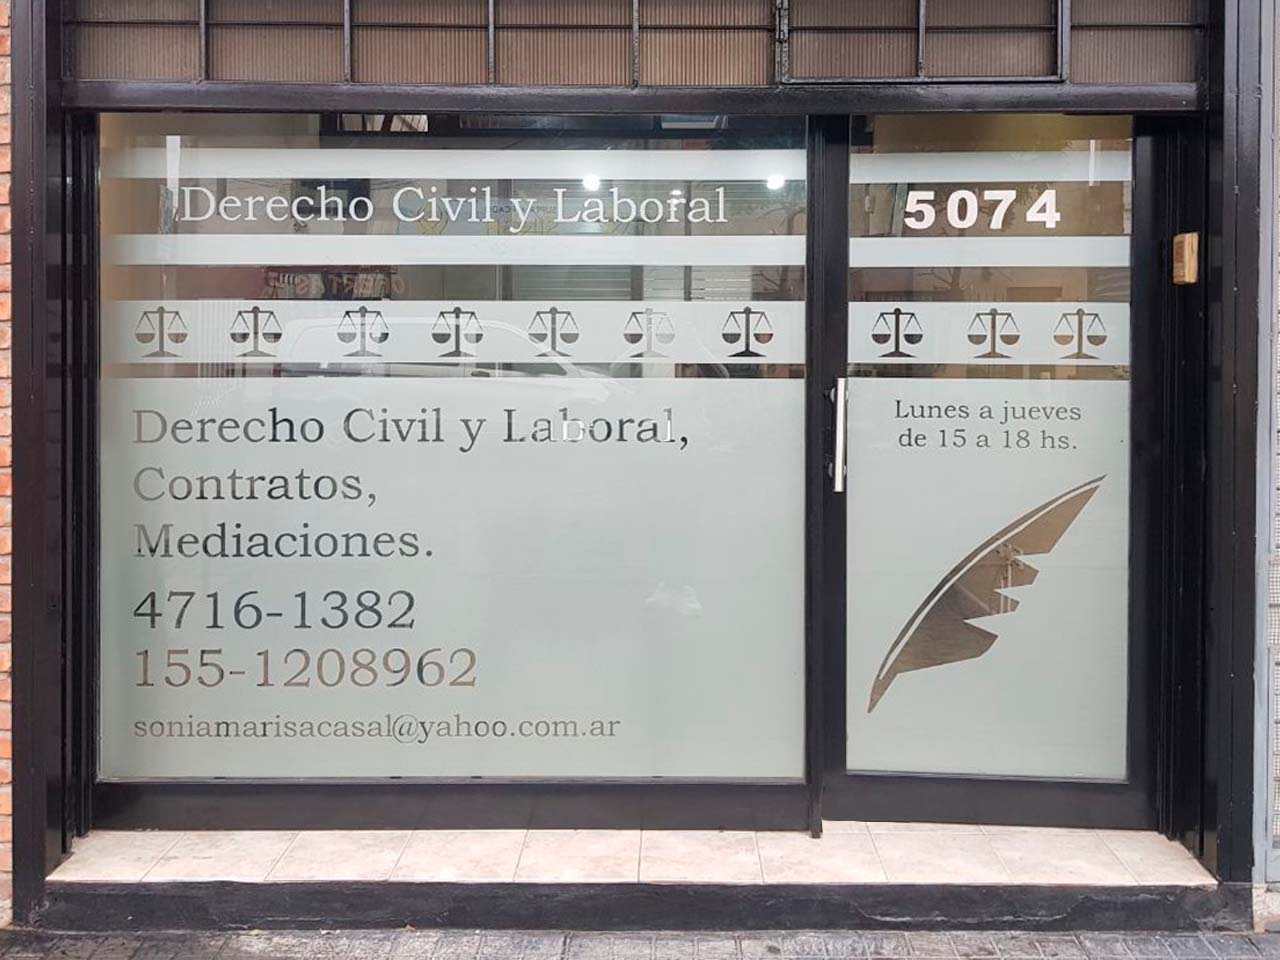 Derecho Civil y Laboral
5074
Derecho Civil y Laboral,
Contratos,
Mediaciones.
4716-1382
155-1208962
soniamarisacasal@yahoo.com.ar
Lunes a jueves
de 15 a 18 hs.